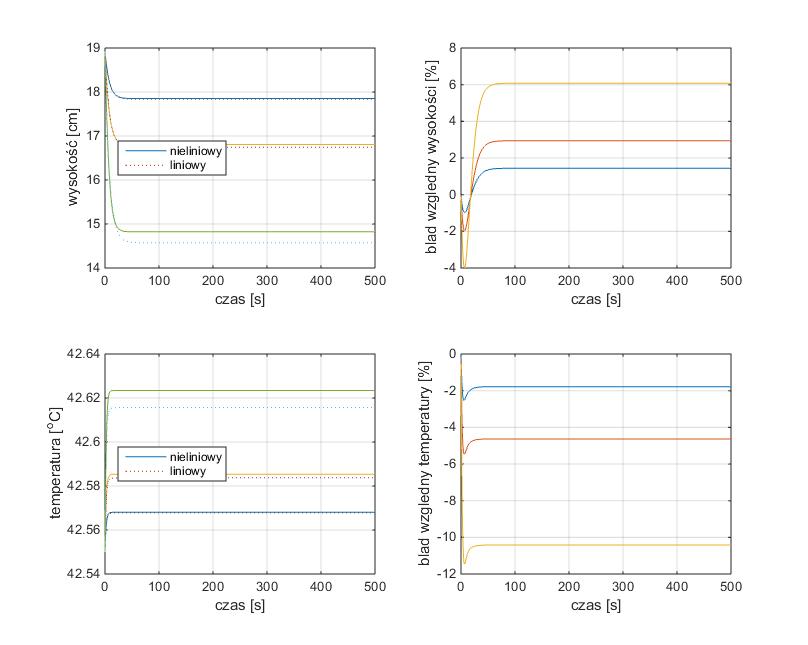 19
18
17
16
15
14
wysokość [cm]
nieliniowy
liniowy
0 100 200 300 400 500
czas [s]
8
6
4
2
0
-2
-4
blad wzgledny wysokości [%]
0 100 200 300 400 500
czas [s]
42.64
42.62
42.6
42.58
42.56
42.54
temperatura [°C]
nieliniowy
liniowy
0 100 200 300 400 500
czas [s]
0
-2
-4
-6
-8
-10
-12
blad wzgledny temperatury [%]
0 100 200 300 400 500
czas [s]